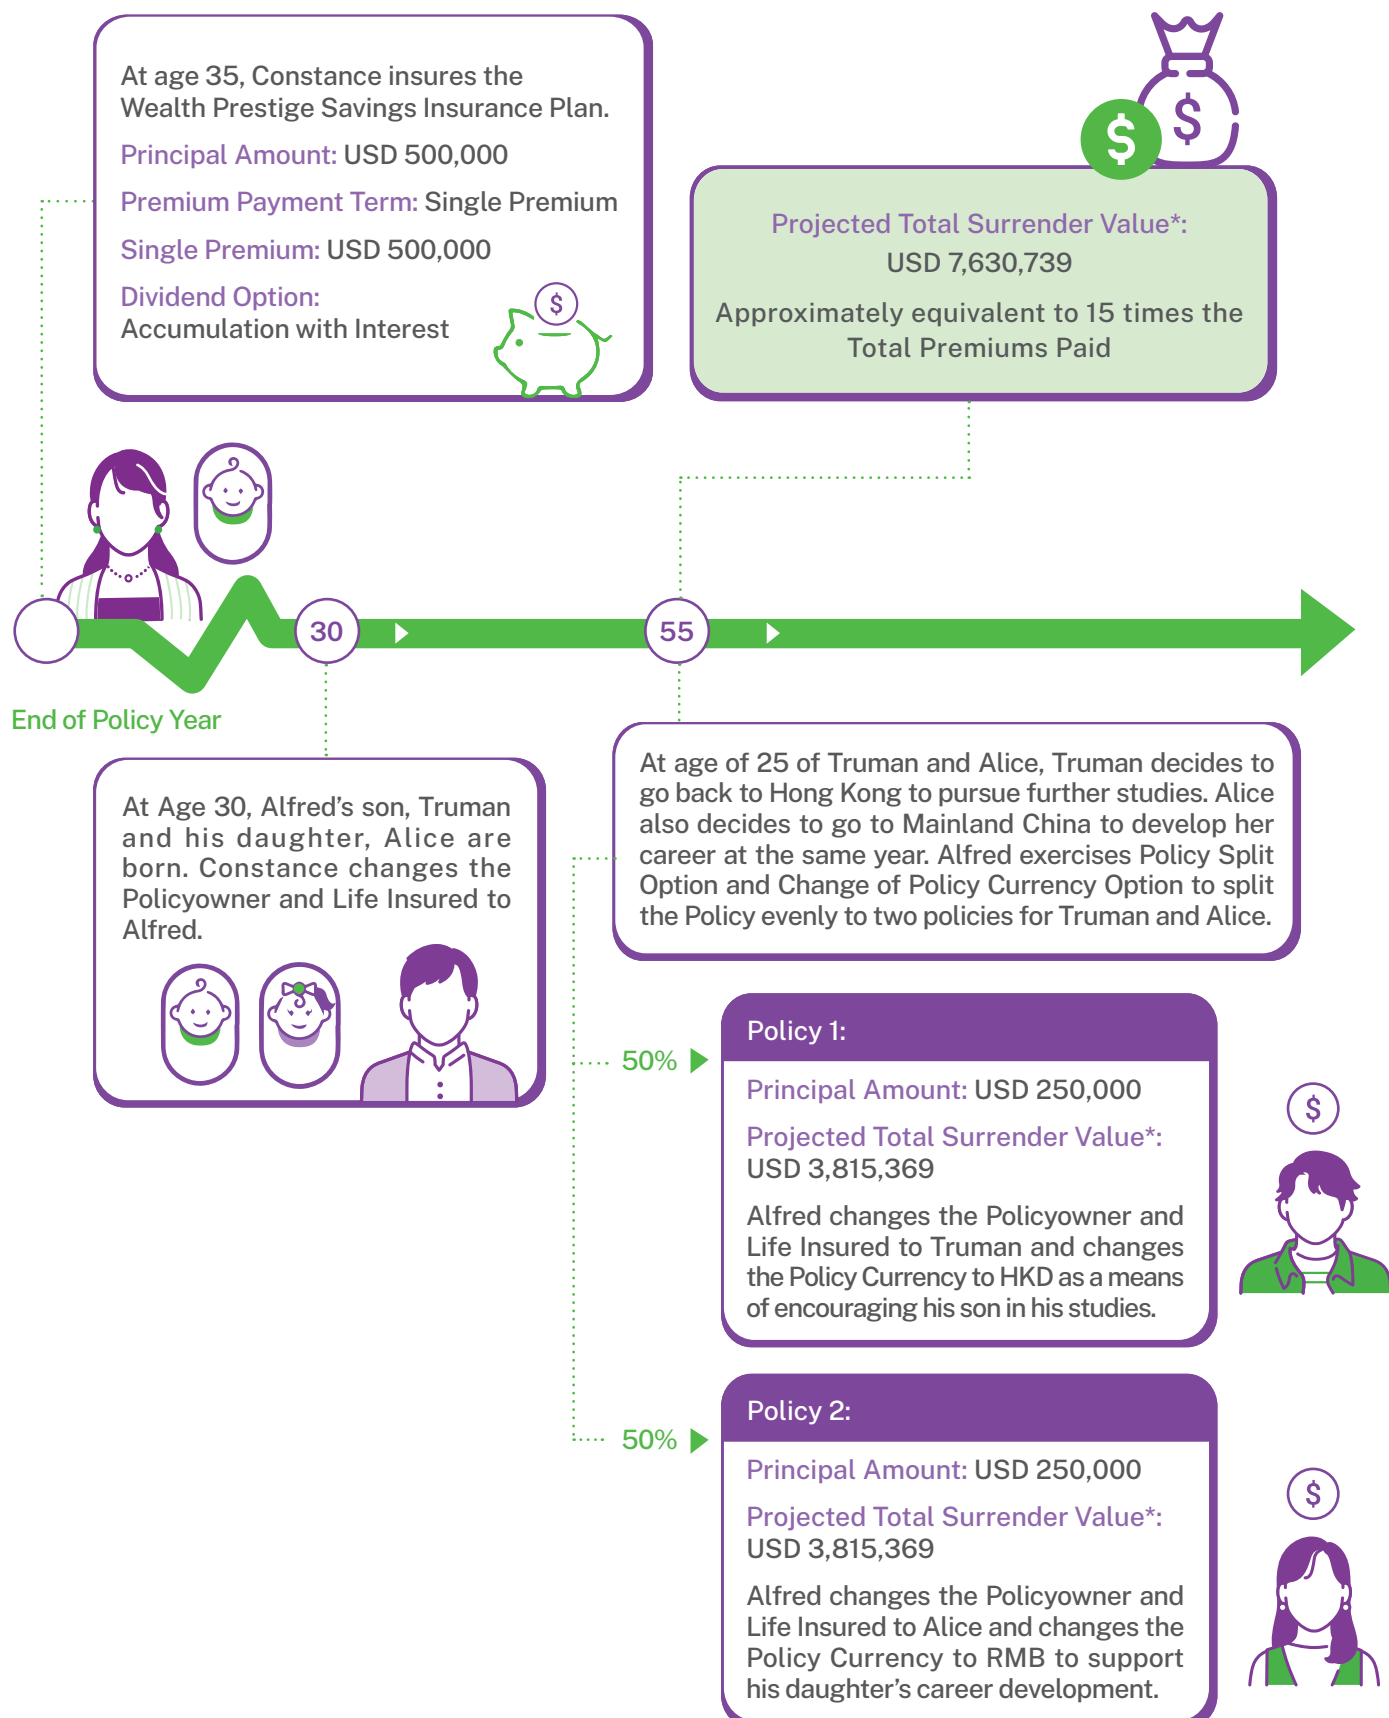 At age 35, Constance insures the
Wealth Prestige Savings Insurance Plan.
Principal Amount: USD 500,000
Premium Payment Term: Single Premium
Single Premium: USD 500,000
Dividend Option:
Accumulation with Interest
$
$
$
Projected Total Surrender Value*:
USD 7,630,739
Approximately equivalent to 15 times the
Total Premiums Paid
30
55
End of Policy Year
At Age 30, Alfred's son, Truman
and his daughter, Alice are
born. Constance changes the
Policyowner and Life Insured to
Alfred.
At age of 25 of Truman and Alice, Truman decides to
go back to Hong Kong to pursue further studies. Alice
also decides to go to Mainland China to develop her
career at the same year. Alfred exercises Policy Split
Option and Change of Policy Currency Option to split
the Policy evenly to two policies for Truman and Alice.
50%
Policy 1:
Principal Amount: USD 250,000
Projected Total Surrender Value*:
USD 3,815,369
Alfred changes the Policyowner and
Life Insured to Truman and changes
the Policy Currency to HKD as a means
of encouraging his son in his studies.
$
50%
Policy 2:
Principal Amount: USD 250,000
Projected Total Surrender Value*:
USD 3,815,369
Alfred changes the Policyowner and
Life Insured to Alice and changes the
Policy Currency to RMB to support
his daughter's career development.
$